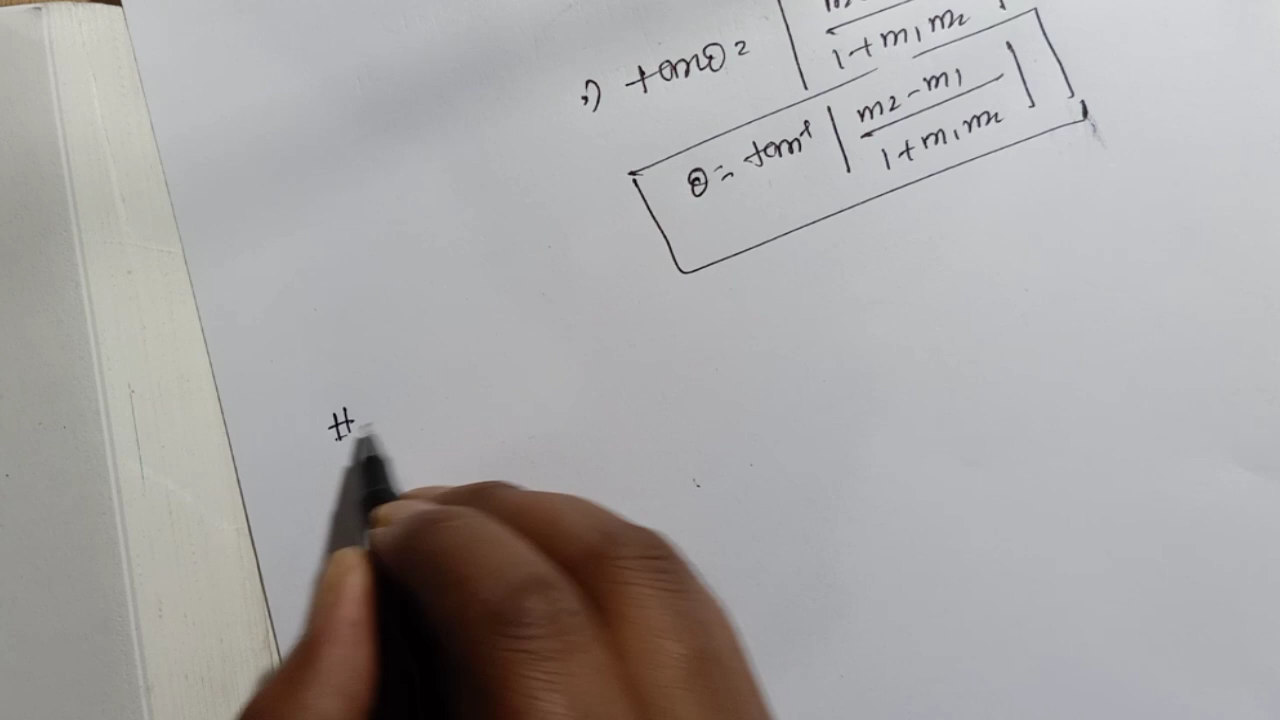 ⇒ tanθ = | / 1+m₁m₂
θ = tan⁻¹ | m₂-m₁ / 1+m₁m₂ |
#